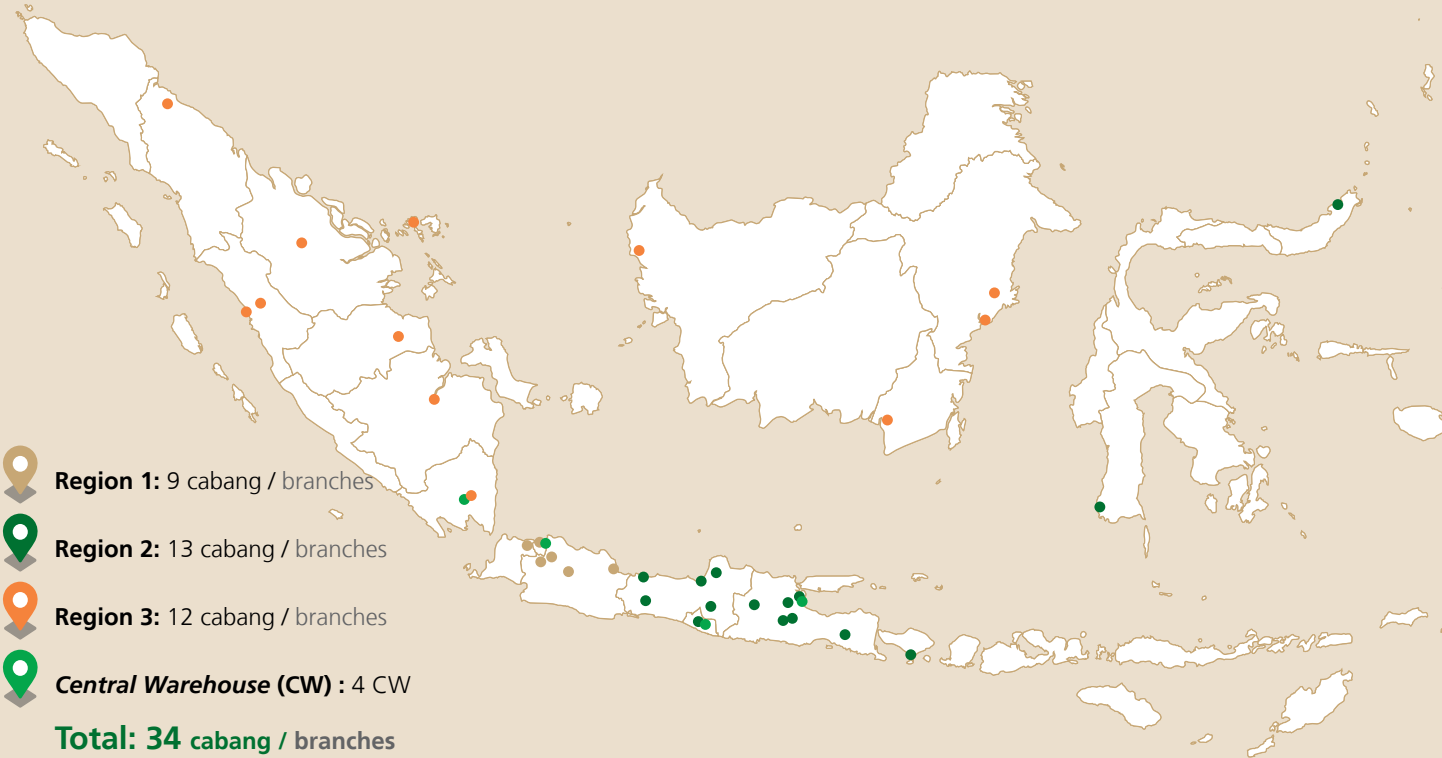 Region 1: 9 cabang / branches
Region 2: 13 cabang / branches
Region 3: 12 cabang / branches
Central Warehouse (CW) : 4 CW
Total: 34 cabang / branches